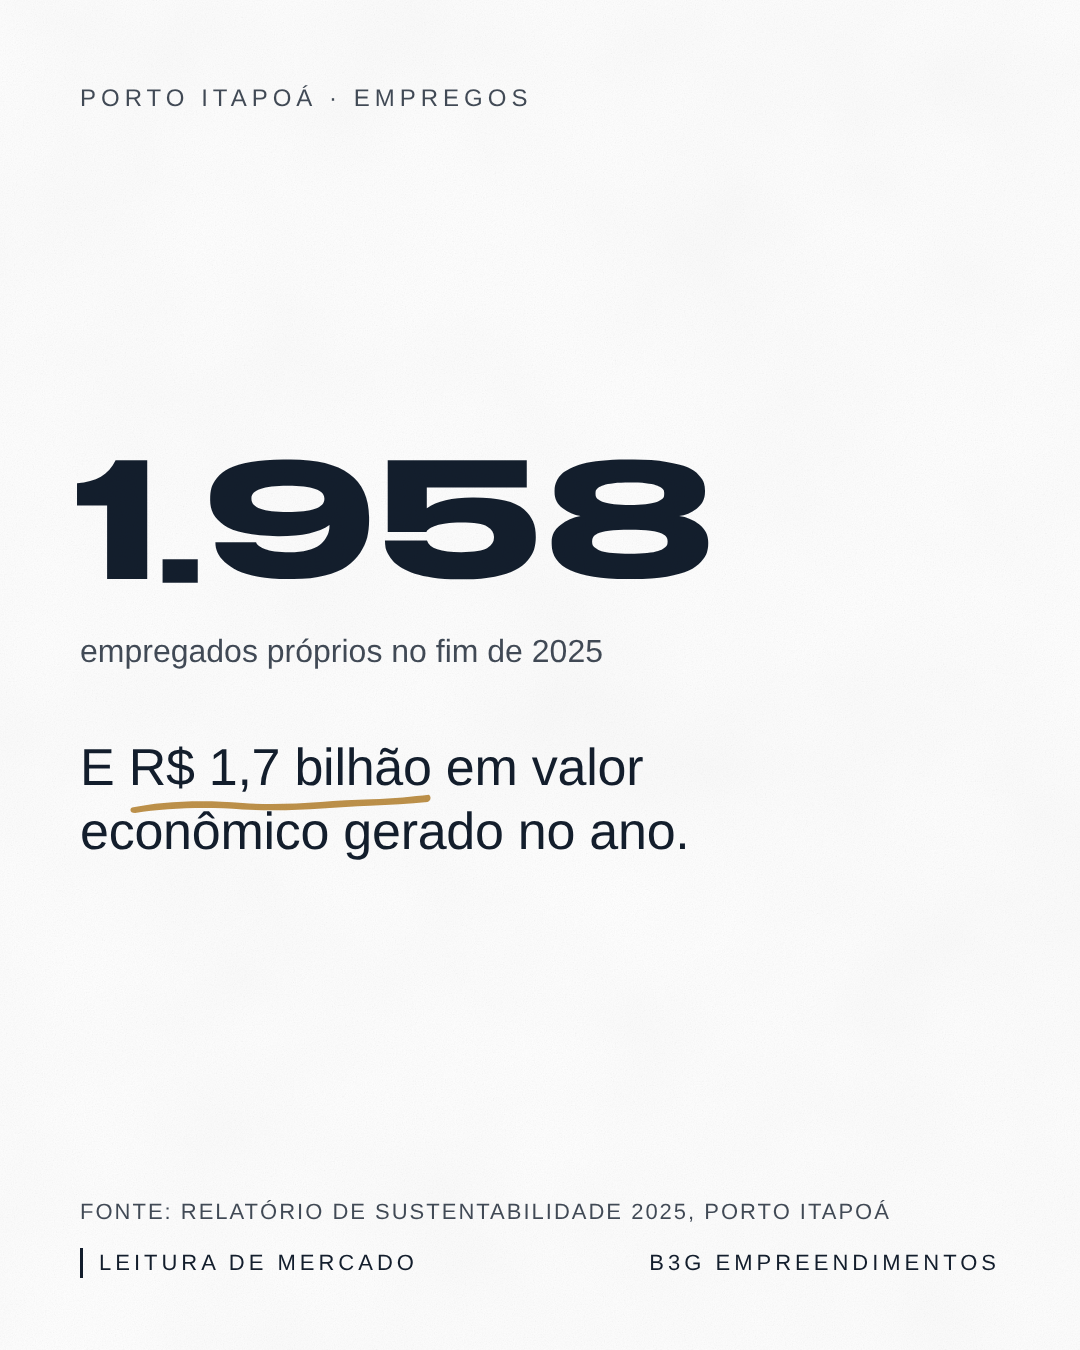 PORTO ITAPOÁ · EMPREGOS
1.958
empregados próprios no fim de 2025
E R$ 1,7 bilhão em valor
econômico gerado no ano.
FONTE: RELATÓRIO DE SUSTENTABILIDADE 2025, PORTO ITAPOÁ
LEITURA DE MERCADO
B3G EMPREENDIMENTOS